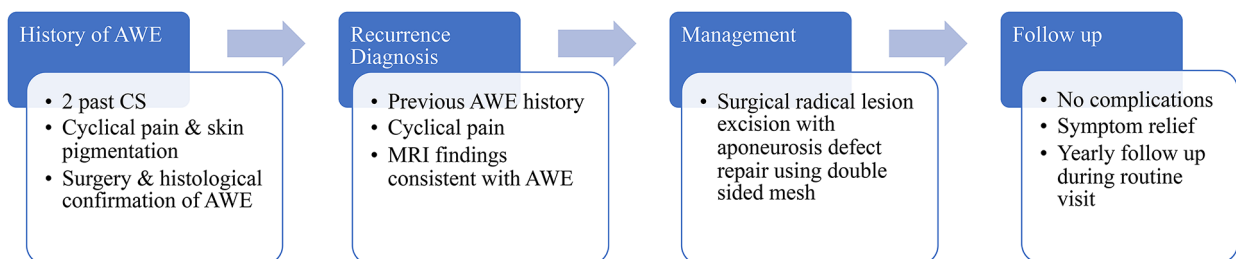 History of AWE
• 2 past CS
• Cyclical pain & skin
pigmentation
• Surgery & histological
confirmation of AWE
Recurrence
Diagnosis
• Previous AWE history
• Cyclical pain
• MRI findings
consistent with AWE
Management
• Surgical radical lesion
excision with
aponeurosis defect
repair using double
sided mesh
Follow up
• No complications
• Symptom relief
• Yearly follow up
during routine
visit